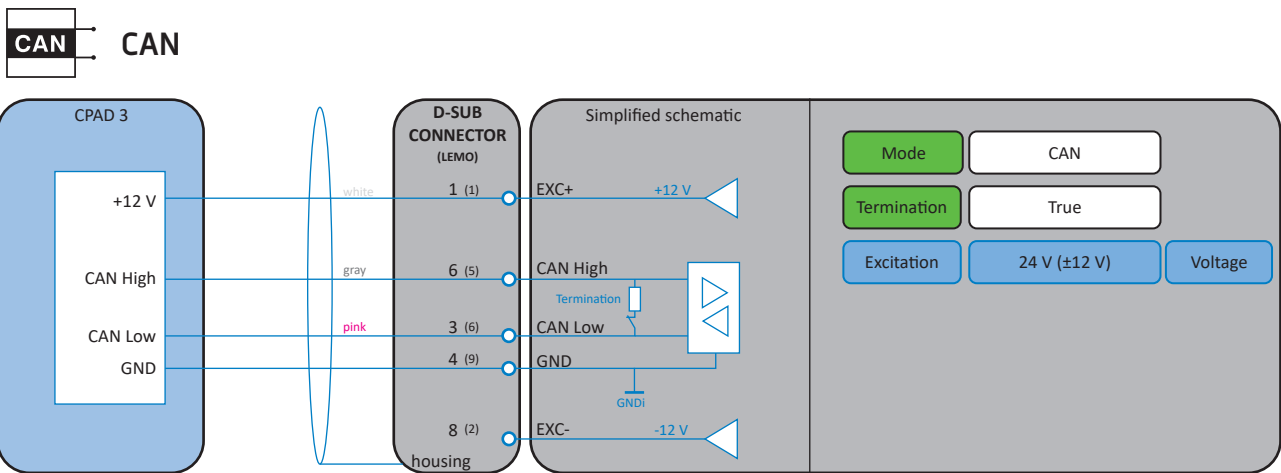 CAN CAN
CPAD 3
D-SUB
CONNECTOR
(LEMO)
Simplified schematic
Mode CAN
+12 V white 1 (1) EXC+ +12 V
Termination True
Excitation 24 V (±12 V) Voltage
CAN High gray 6 (5) CAN High
Termination
CAN Low pink 3 (6) CAN Low
GND 4 (9) GND
GNDi
8 (2) EXC- -12 V
housing